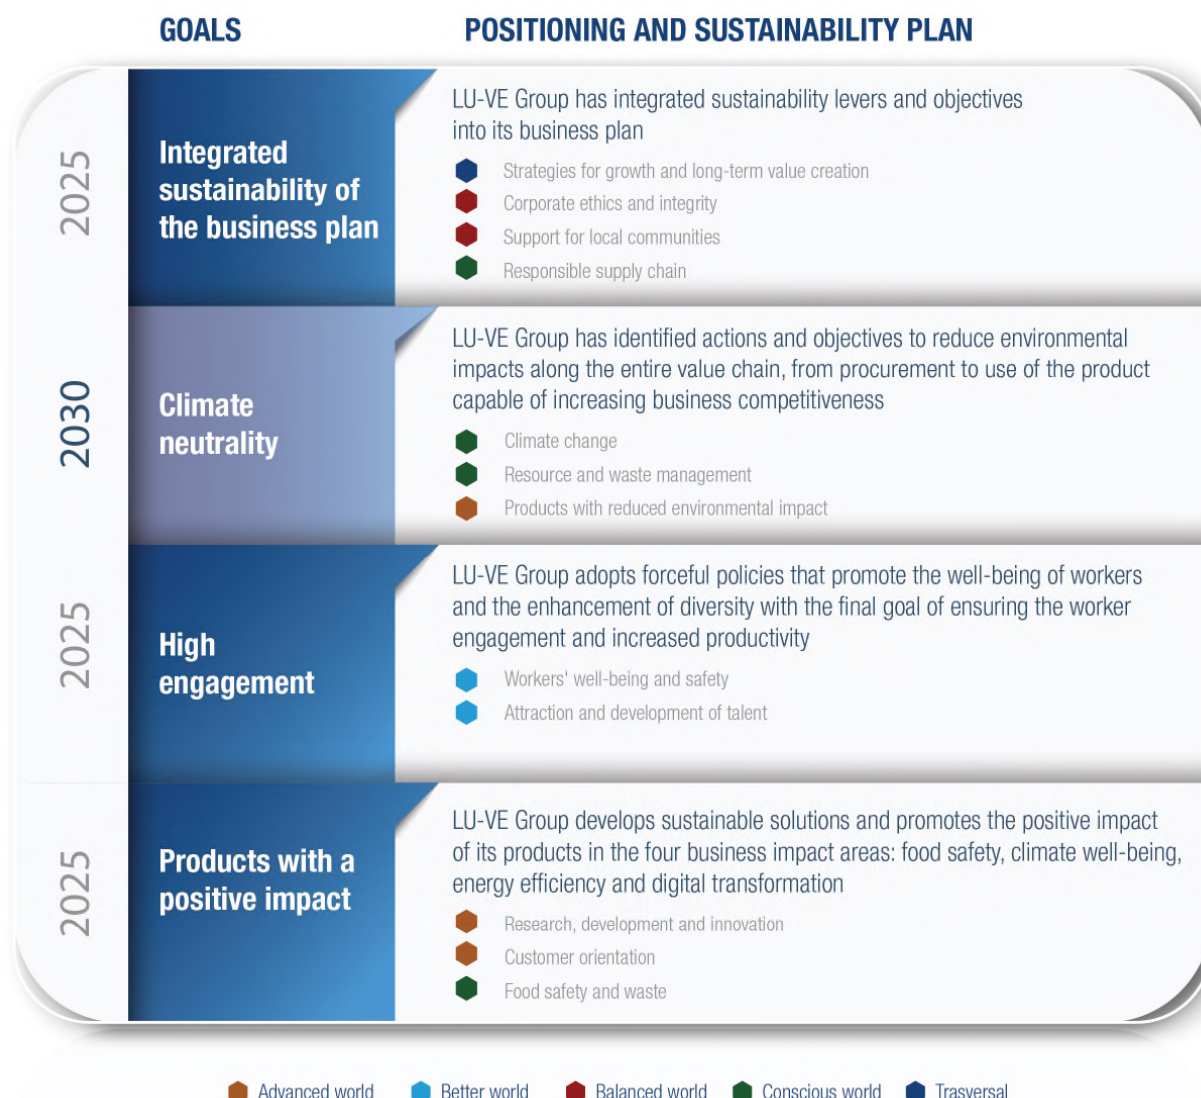 GOALS
POSITIONING AND SUSTAINABILITY PLAN
2025
Integrated
sustainability of
the business plan
LU-VE Group has integrated sustainability levers and objectives
into its business plan
Strategies for growth and long-term value creation
Corporate ethics and integrity
Support for local communities
Responsible supply chain
2030
Climate
neutrality
LU-VE Group has identified actions and objectives to reduce environmental
impacts along the entire value chain, from procurement to use of the product
capable of increasing business competitiveness
Climate change
Resource and waste management
Products with reduced environmental impact
2025
High
engagement
LU-VE Group adopts forceful policies that promote the well-being of workers
and the enhancement of diversity with the final goal of ensuring the worker
engagement and increased productivity
Workers' well-being and safety
Attraction and development of talent
2025
Products with a
positive impact
LU-VE Group develops sustainable solutions and promotes the positive impact
of its products in the four business impact areas: food safety, climate well-being,
energy efficiency and digital transformation
Research, development and innovation
Customer orientation
Food safety and waste
Advanced world
Better world
Balanced world
Conscious world
Trasversal